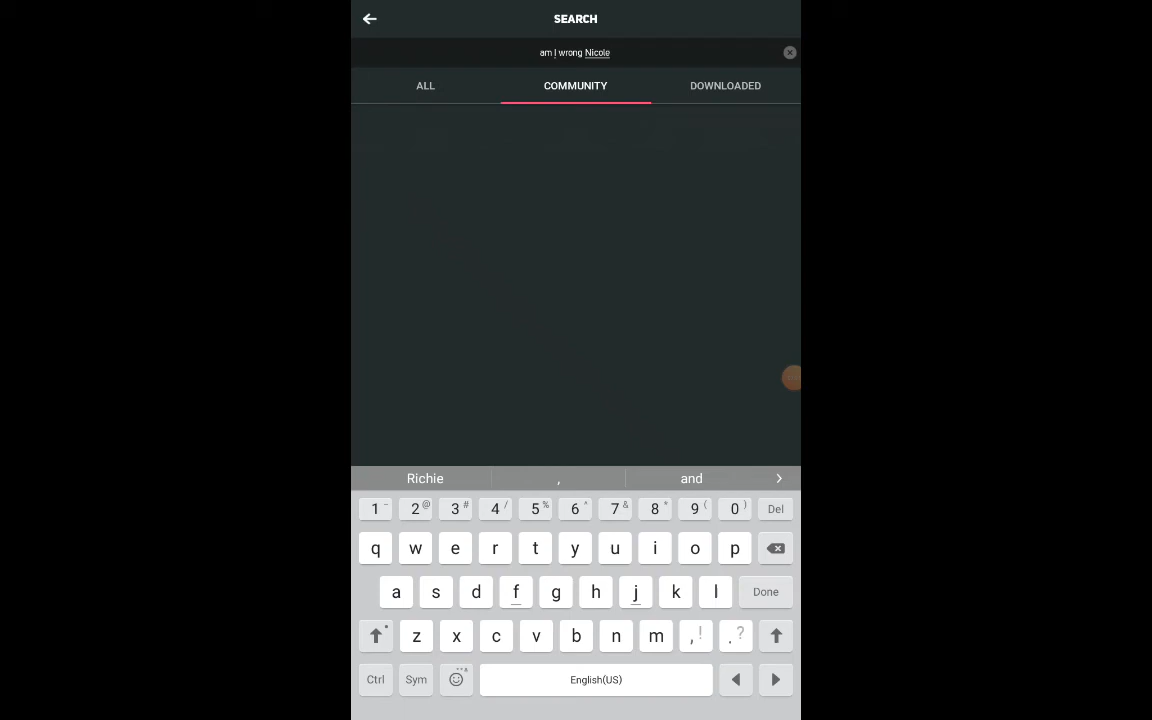 SEARCH
am I wrong Nicole
ALL COMMUNITY DOWNLOADED
Richie , and
1 - 2 @ 3 # 4 / 5 % 6 ^ 7 & 8 * 9 ( 0 ) Del
q w e r t y u i o p
a s d f g h j k l Done
z x c v b n m , ! . ?
Ctrl Sym English(US)